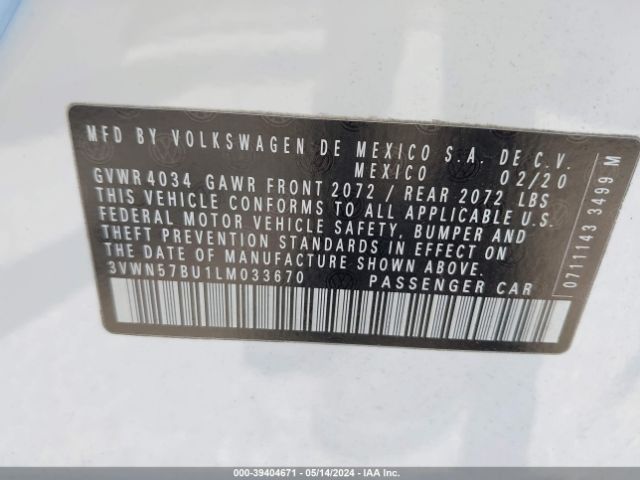 MFD BY VOLKSWAGEN DE MEXICO S.A. DE C.V.
MEXICO 02/20
GVWR 4034 GAWR FRONT 2072 / REAR 2072 LBS
THIS VEHICLE CONFORMS TO ALL APPLICABLE U.S.
FEDERAL MOTOR VEHICLE SAFETY, BUMPER AND
THEFT PREVENTION STANDARDS IN EFFECT ON
THE DATE OF MANUFACTURE SHOWN ABOVE.
3VWN57BU1LM033670 PASSENGER CAR
0711143 3499 M
000-39404671 - 05/14/2024 - IAAI.COM